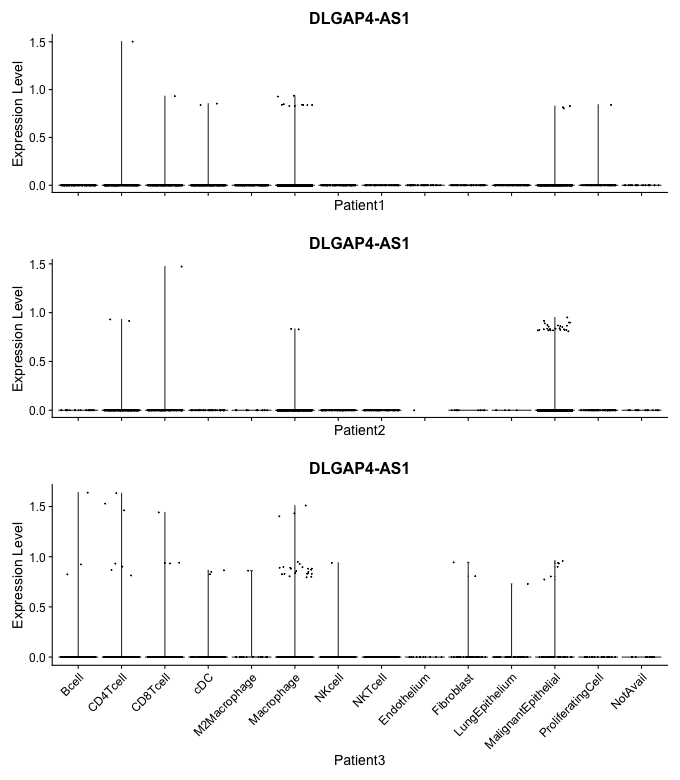 DLGAP4-AS1
Expression Level
1.5
1.0
0.5
0.0
Patient1
DLGAP4-AS1
Expression Level
1.5
1.0
0.5
0.0
Patient2
DLGAP4-AS1
Expression Level
1.5
1.0
0.5
0.0
Bcell
CD4Tcell
CD8Tcell
cDC
M2Macrophage
Macrophage
NKcell
NKTcell
Endothelium
Fibroblast
LungEpithelium
MalignantEpithelial
ProliferatingCell
NotAvail
Patient3